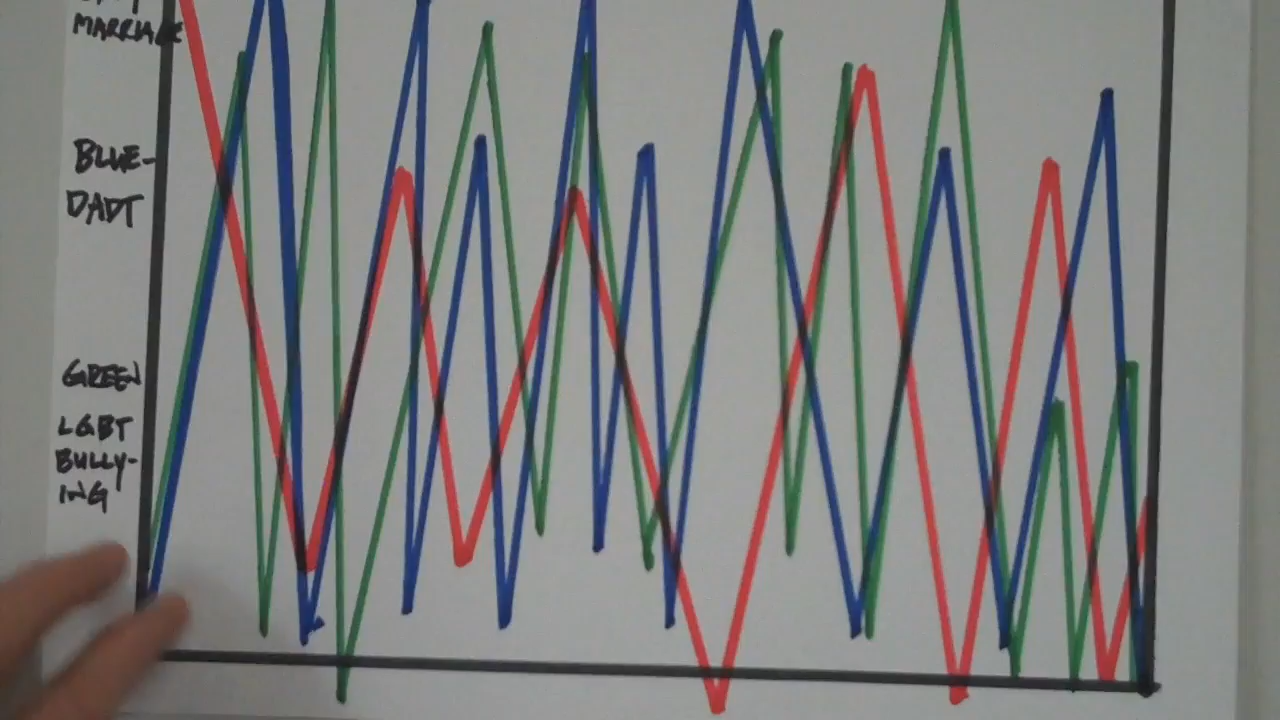 MARRIAGE
BLUE-
DADT
GREEN
LGBT
BULLY-
ING